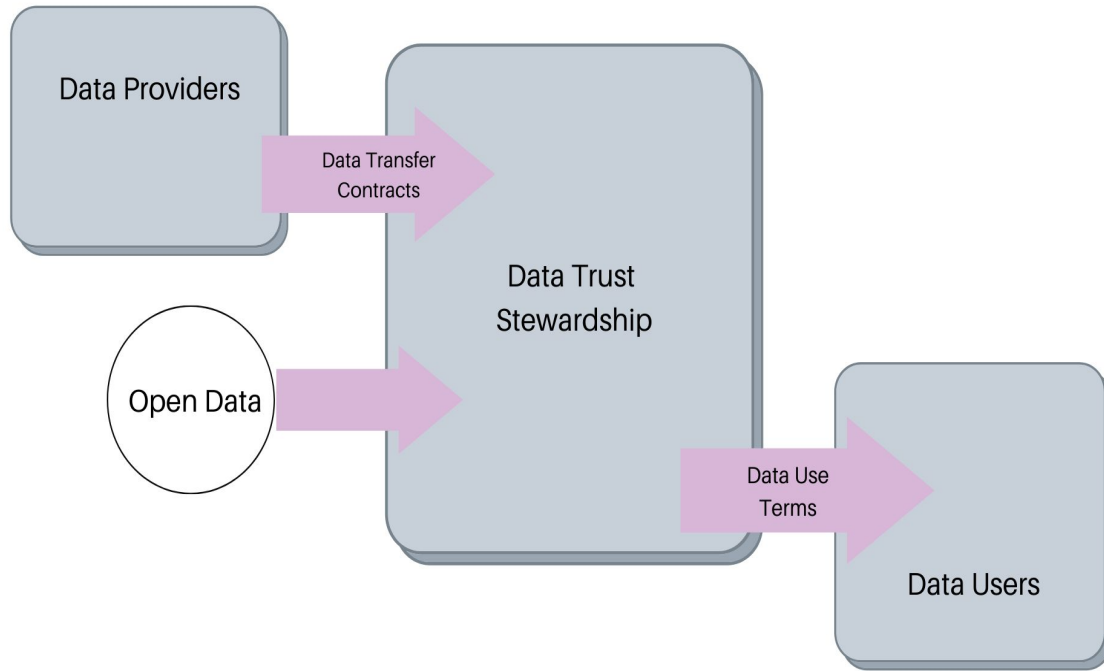 Data Providers
Data Transfer
Contracts
Data Trust
Stewardship
Open Data
Data Use
Terms
Data Users